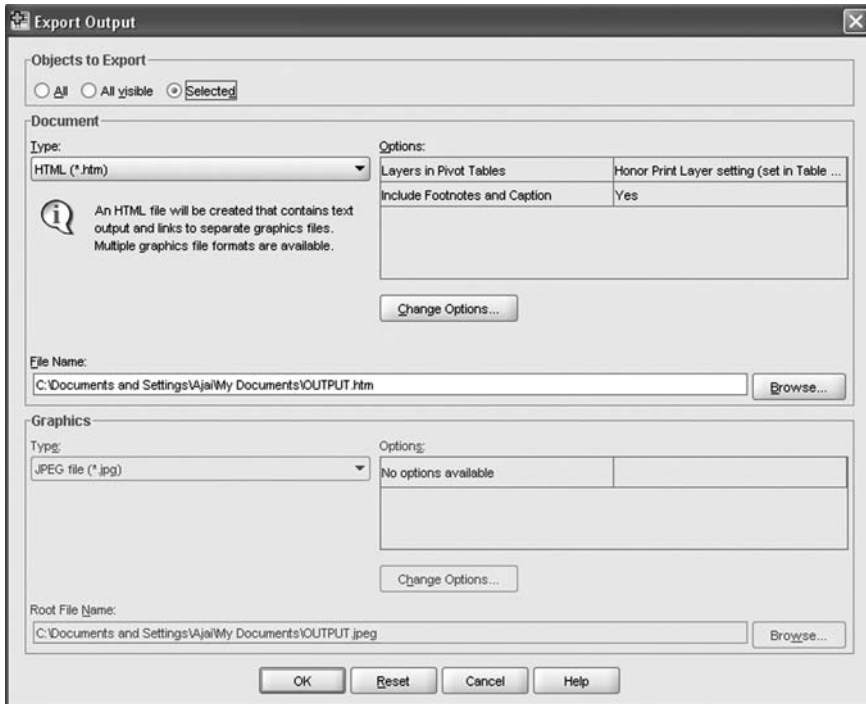 Export Output
Objects to Export
All All visible Selected
Document
Type:
HTML (*.htm)
An HTML file will be created that contains text
output and links to separate graphics files.
Multiple graphics file formats are available.
Options:
Layers in Pivot Tables Honor Print Layer setting (set in Table ...
Include Footnotes and Caption Yes
Change Options...
File Name:
C:\Documents and Settings\Ajai\My Documents\OUTPUT.htm
Browse...
Graphics
Type:
JPEG file (*.jpg)
Options:
No options available
Change Options...
Root File Name:
C:\Documents and Settings\Ajai\My Documents\OUTPUT.jpeg
Browse...
OK Reset Cancel Help